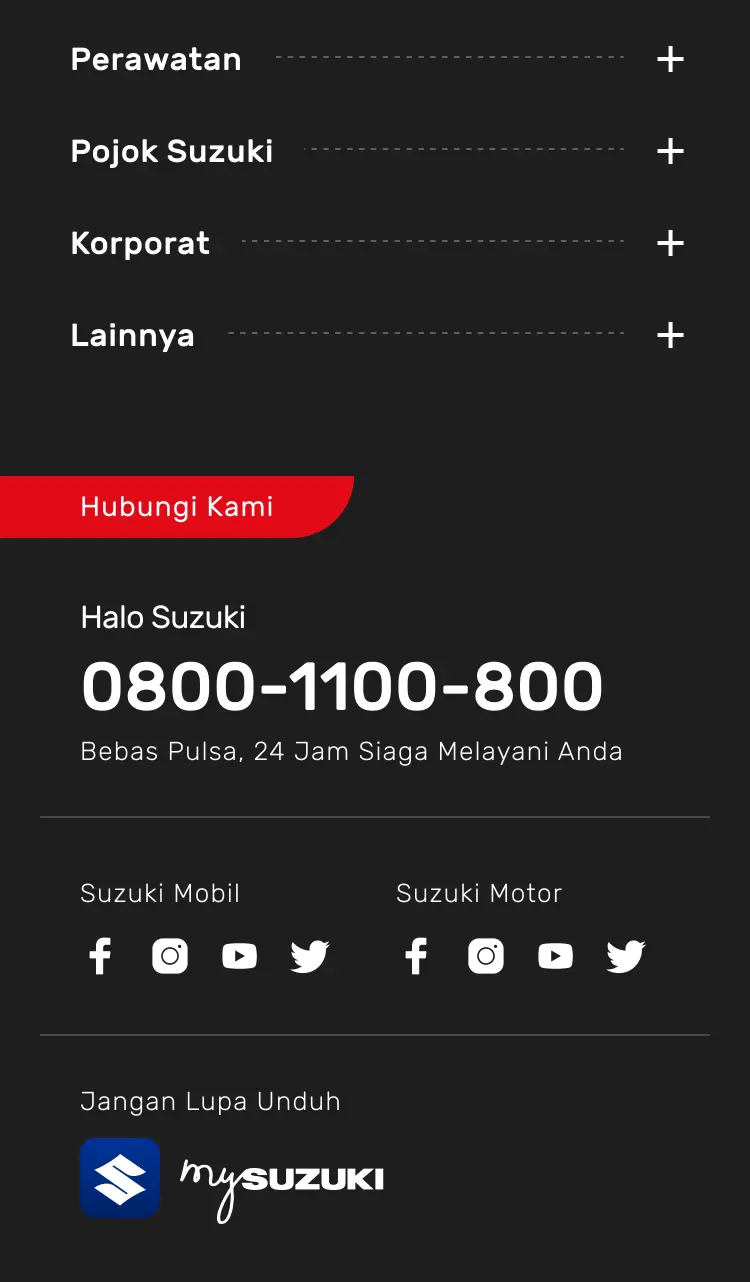 Perawatan
Pojok Suzuki
Korporat
Lainnya
Hubungi Kami
Halo Suzuki
0800-1100-800
Bebas Pulsa, 24 Jam Siaga Melayani Anda
Suzuki Mobil
Suzuki Motor
Jangan Lupa Unduh
mySUZUKI